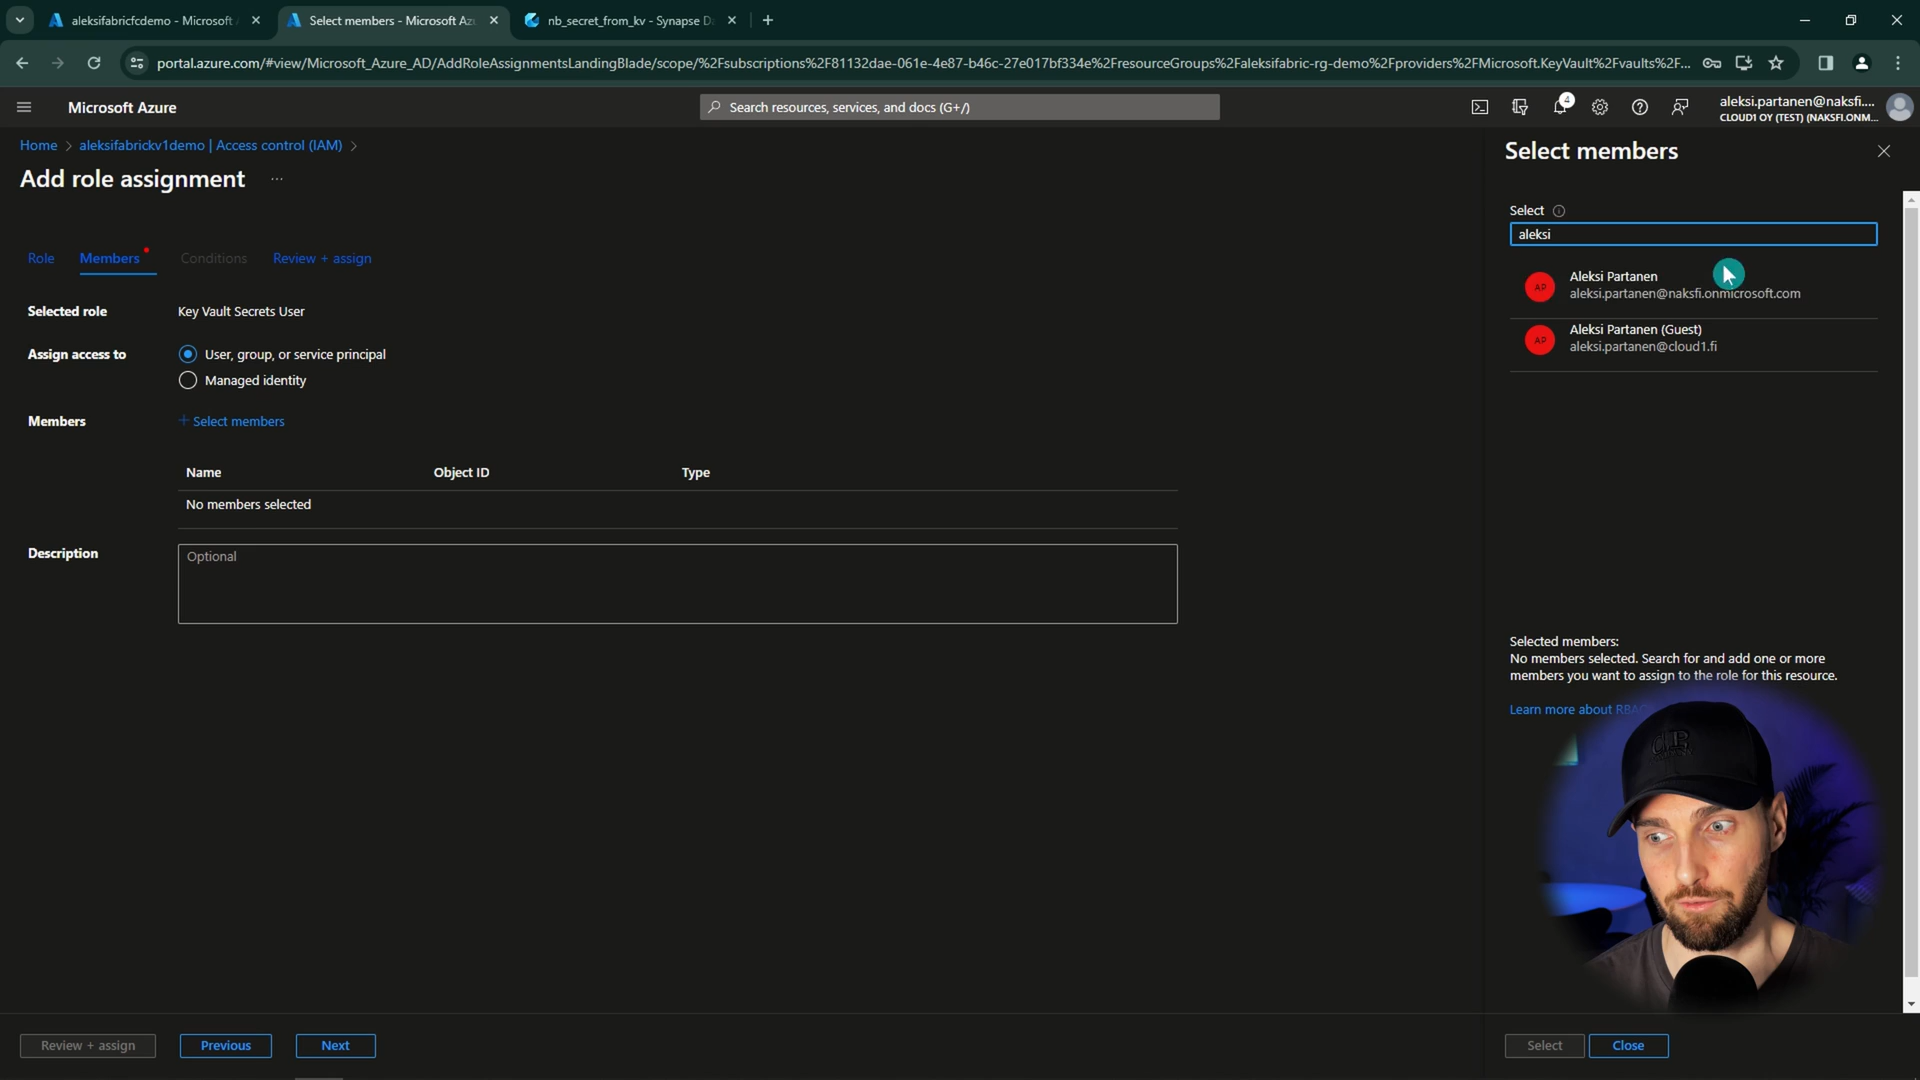 aleksifabricfcdemo - Microsoft
Select members - Microsoft Az
nb_secret_from_kv - Synapse D
portal.azure.com/#view/Microsoft_Azure_AD/AddRoleAssignmentsLandingBlade/scope/%2Fsubscriptions%2F81132dae-061e-4e87-b46c-27e017bf334e%2FresourceGroups%2Faleksifabric-rg-demo%2Fproviders%2FMicrosoft.KeyVault%2Fvaults%2F...
Microsoft Azure
Search resources, services, and docs (G+/)
4
aleksi.partanen@naksfi....
CLOUD1 OY (TEST) (NAKSFI.ONM...
Home > aleksifabrickv1demo | Access control (IAM) >
Add role assignment ...
Role
Members
Conditions
Review + assign
Selected role
Key Vault Secrets User
Assign access to
User, group, or service principal
Managed identity
Members
+ Select members
Name
Object ID
Type
No members selected
Description
Optional
Review + assign
Previous
Next
Select members
Select
aleksi
AP
Aleksi Partanen
aleksi.partanen@naksfi.onmicrosoft.com
AP
Aleksi Partanen (Guest)
aleksi.partanen@cloud1.fi
Selected members:
No members selected. Search for and add one or more
members you want to assign to the role for this resource.
Learn more about RBAC
Select
Close